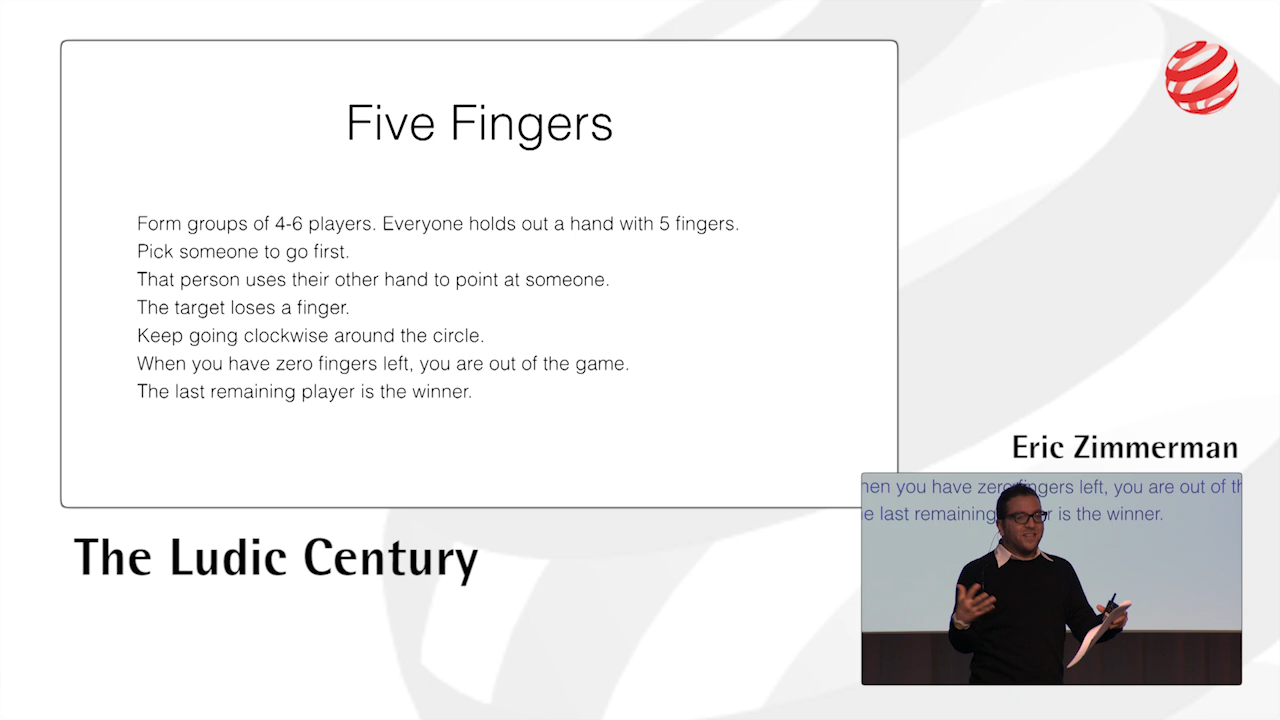 Five Fingers
Form groups of 4-6 players. Everyone holds out a hand with 5 fingers.
Pick someone to go first.
That person uses their other hand to point at someone.
The target loses a finger.
Keep going clockwise around the circle.
When you have zero fingers left, you are out of the game.
The last remaining player is the winner.
The Ludic Century
Eric Zimmerman
hen you have zero fingers left, you are out of th
e last remaining r is the winner.